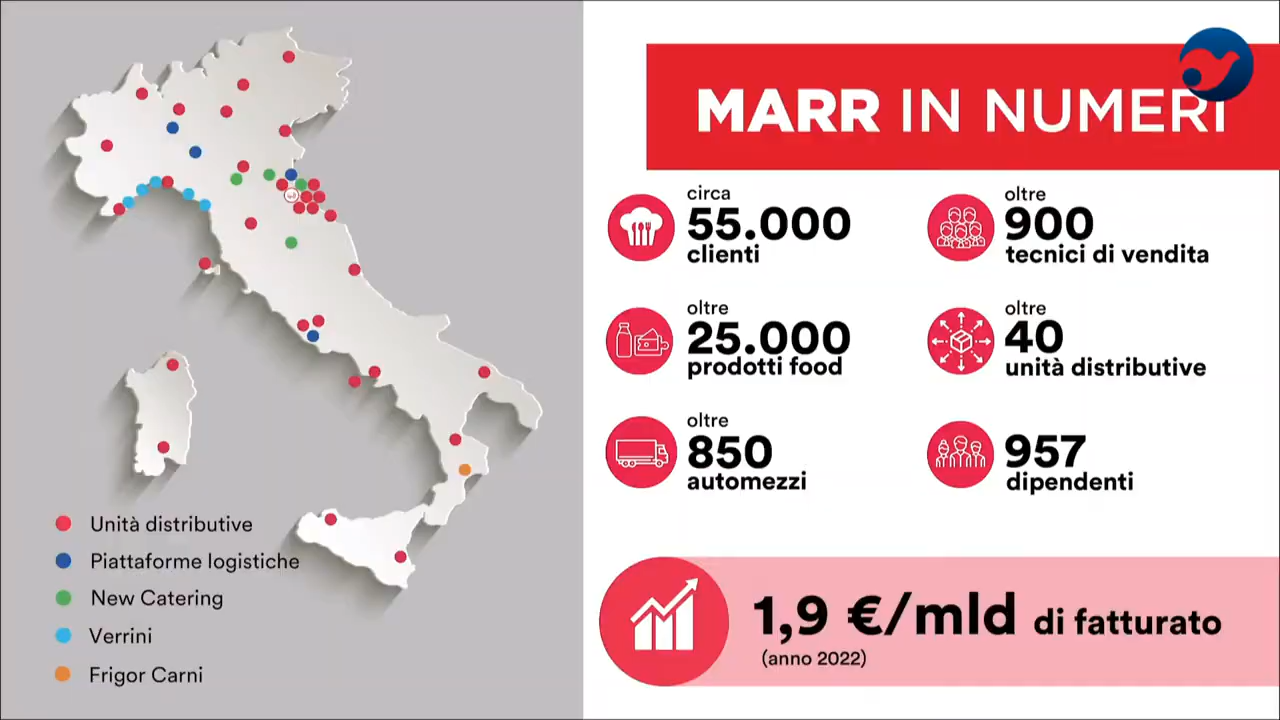 MARR IN NUMERI
circa
55.000
clienti
oltre
900
tecnici di vendita
oltre
25.000
prodotti food
oltre
40
unità distributive
oltre
850
automezzi
957
dipendenti
1,9 €/mld di fatturato
(anno 2022)
Unità distributive
Piattaforme logistiche
New Catering
Verrini
Frigor Carni